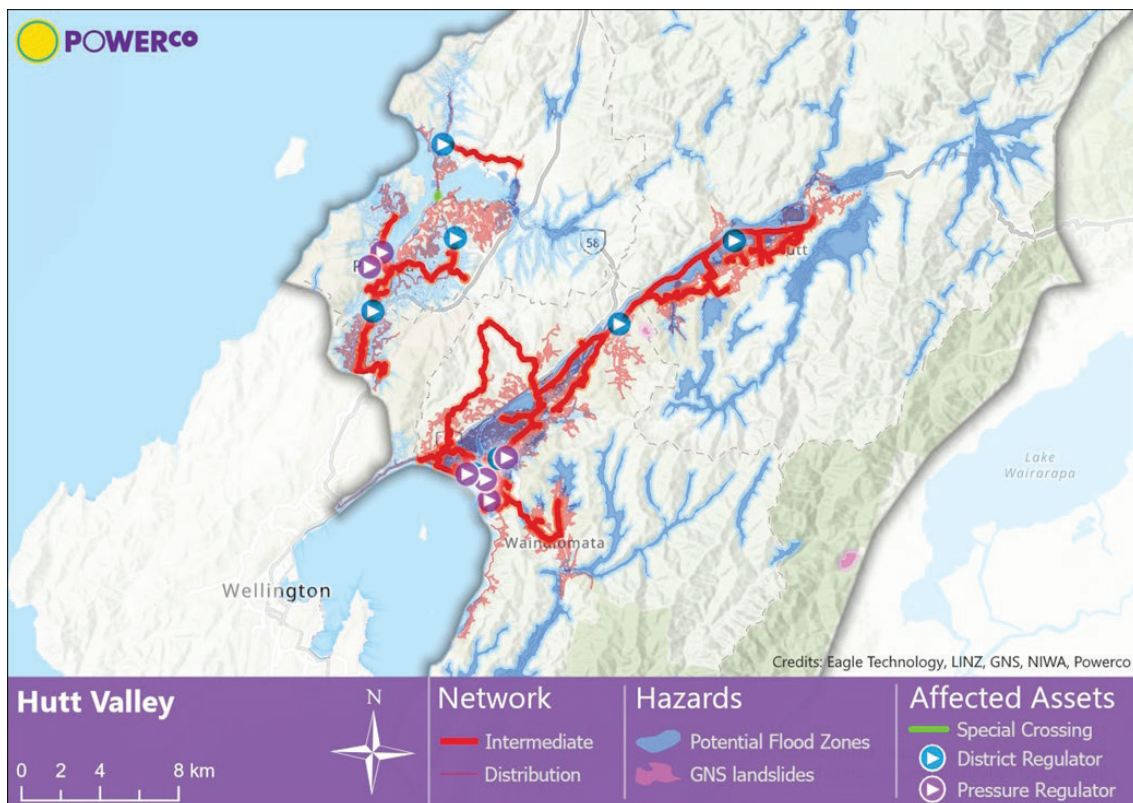 POWERCO
58
Wainuiomata
Wellington
Lake
Wairarapa
Credits: Eagle Technology, LINZ, GNS, NIWA, Powerco
Hutt Valley
N
0 2 4 8 km
Network
Intermediate
Distribution
Hazards
Potential Flood Zones
GNS landslides
Affected Assets
Special Crossing
District Regulator
Pressure Regulator